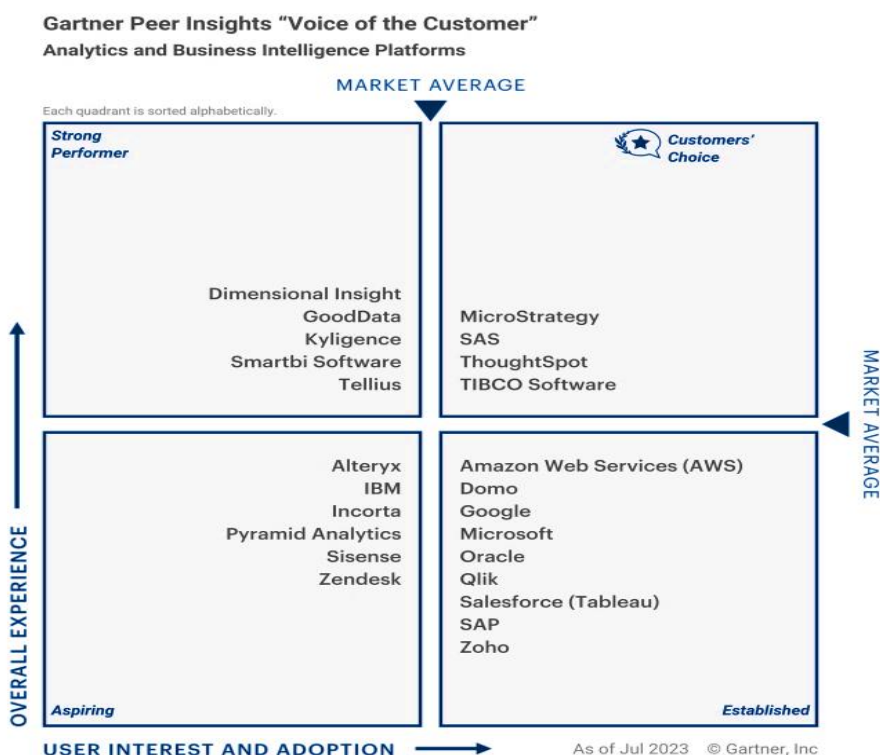 Gartner Peer Insights “Voice of the Customer”
Analytics and Business Intelligence Platforms
MARKET AVERAGE
Each quadrant is sorted alphabetically.
Strong
Performer
Customers’
Choice
Dimensional Insight
GoodData
Kyligence
Smartbi Software
Tellius
MicroStrategy
SAS
ThoughtSpot
TIBCO Software
MARKET AVERAGE
Alteryx
IBM
Incorta
Pyramid Analytics
Sisense
Zendesk
Amazon Web Services (AWS)
Domo
Google
Microsoft
Oracle
Qlik
Salesforce (Tableau)
SAP
Zoho
OVERALL EXPERIENCE
Aspiring
Established
USER INTEREST AND ADOPTION
As of Jul 2023 © Gartner, Inc